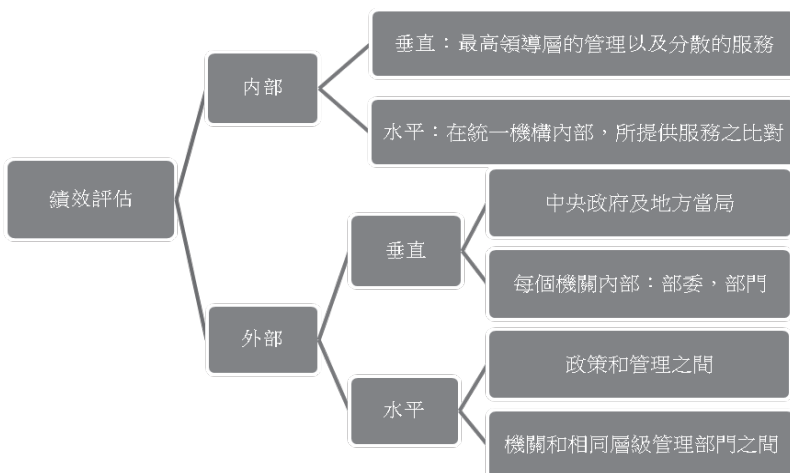 績效評估
內部
垂直：最高領導層的管理以及分散的服務
水平：在統一機構內部，所提供服務之比對
外部
垂直
中央政府及地方當局
每個機關內部：部委，部門
水平
政策和管理之間
機關和相同層級管理部門之間